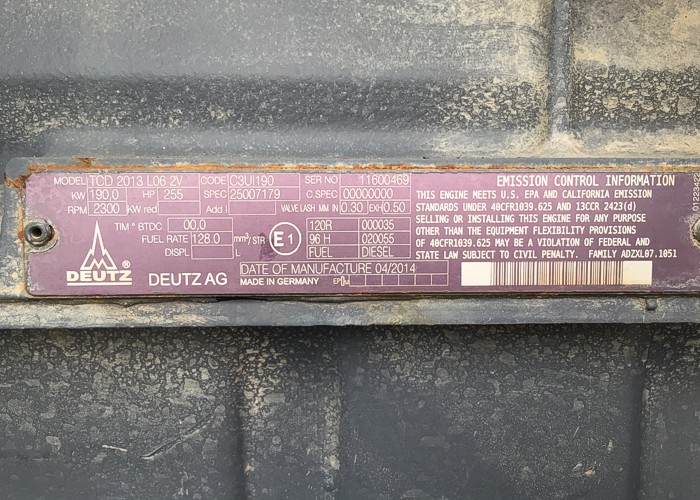 MODEL TCD 2013 L06 2V CODE C3UI190 SER NO 11600469
KW 190,0 HP 255 SPEC 25007179 C.SPEC 00000000
RPM 2300 KW red Add I VALVE LASH MM IN 0.30 EXH 0.50
TIM ° BTDC 00,0
FUEL RATE 128.0 mm³/STR
DISPL L
E1
120R 000035
96 H 020055
FUEL DIESEL
DEUTZ ®
DEUTZ AG
DATE OF MANUFACTURE 04/2014
MADE IN GERMANY
EMISSION CONTROL INFORMATION
THIS ENGINE MEETS U.S. EPA AND CALIFORNIA EMISSION
STANDARDS UNDER 40CFR1039.625 AND 13CCR 2423(d)
SELLING OR INSTALLING THIS ENGINE FOR ANY PURPOSE
OTHER THAN THE EQUIPMENT FLEXIBILITY PROVISIONS
OF 40CFR1039.625 MAY BE A VIOLATION OF FEDERAL AND
STATE LAW SUBJECT TO CIVIL PENALTY. FAMILY ADZXL07.1051
01223422